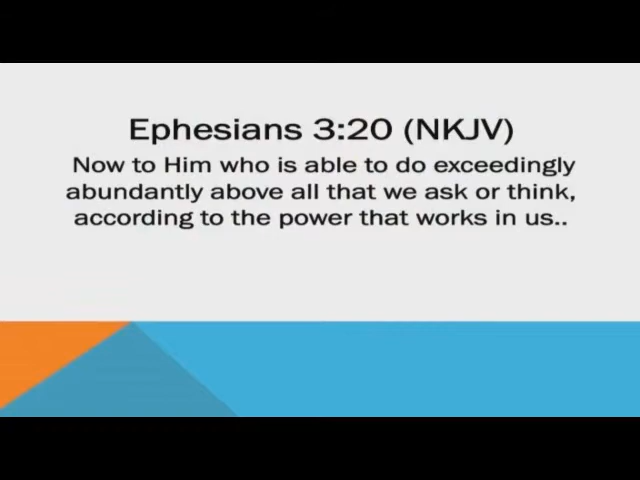 Ephesians 3:20 (NKJV)
Now to Him who is able to do exceedingly
abundantly above all that we ask or think,
according to the power that works in us..